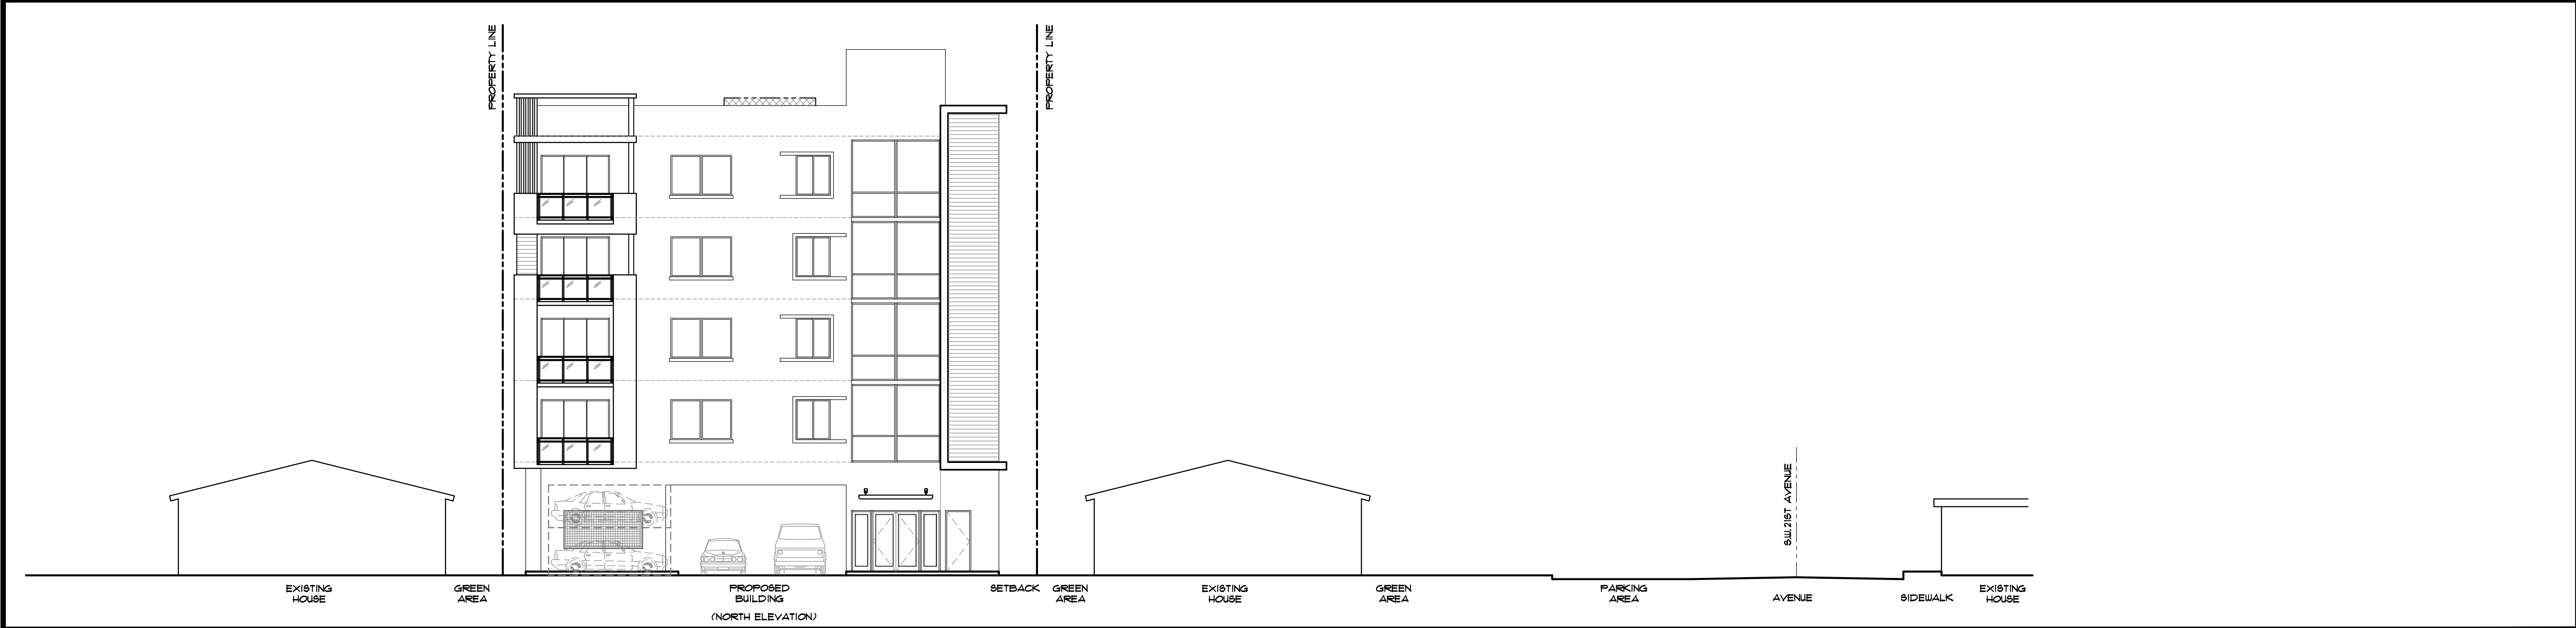 PROPERTY LINE
PROPERTY LINE
S.W.21ST AVENUE
EXISTING
HOUSE
GREEN
AREA
PROPOSED
BUILDING
(NORTH ELEVATION)
SETBACK
GREEN
AREA
EXISTING
HOUSE
GREEN
AREA
PARKING
AREA
AVENUE
SIDEWALK
EXISTING
HOUSE